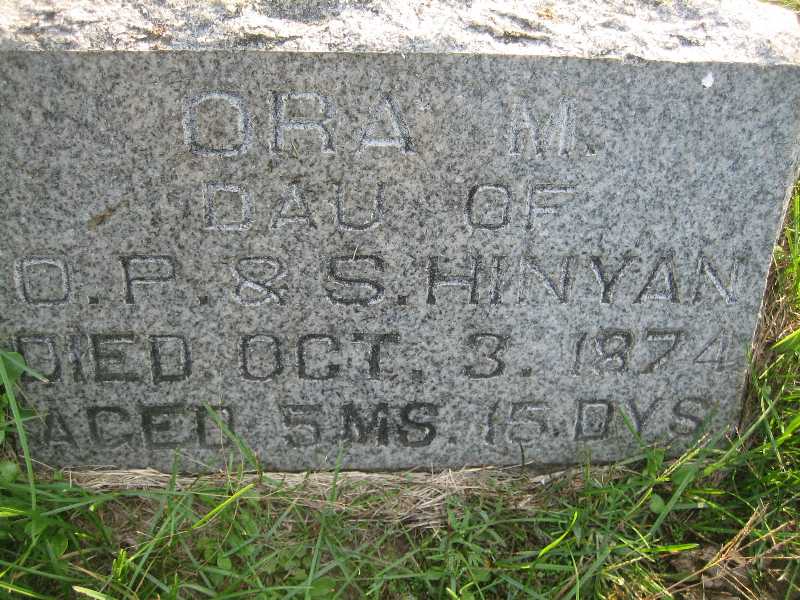 ORA M.
DAU OF
O.P. & S. HINYAN
DIED OCT. 3. 1874
AGED 5 MS. 15 DYS